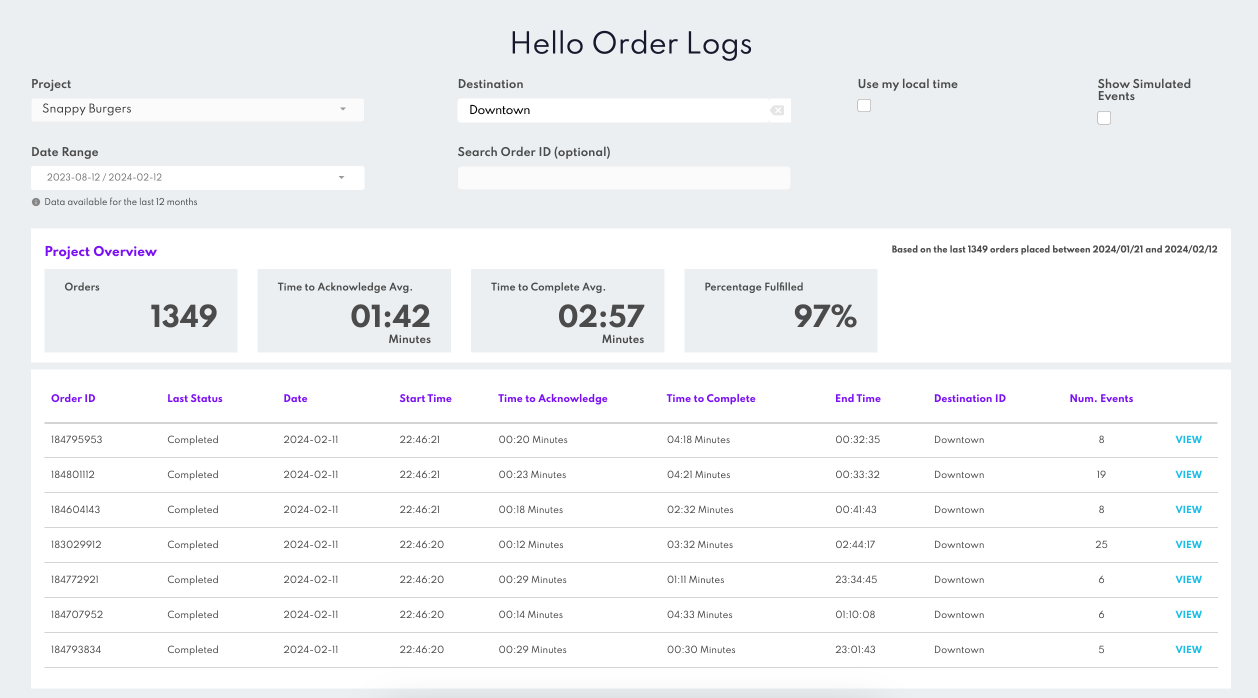 Hello Order Logs
Project
Destination
Use my local time
Show Simulated
Events
Snappy Burgers
Downtown
Date Range
Search Order ID (optional)
2023-08-12 / 2024-02-12
Data available for the last 12 months
Project Overview
Based on the last 1349 orders placed between 2024/01/21 and 2024/02/12
Orders
1349
Time to Acknowledge Avg.
01:42
Minutes
Time to Complete Avg.
02:57
Minutes
Percentage Fulfilled
97%
Order ID Last Status Date Start Time Time to Acknowledge Time to Complete End Time Destination ID Num. Events
184795953 Completed 2024-02-11 22:46:21 00:20 Minutes 04:18 Minutes 00:32:35 Downtown 8 VIEW
184801112 Completed 2024-02-11 22:46:21 00:23 Minutes 04:21 Minutes 00:33:32 Downtown 19 VIEW
184604143 Completed 2024-02-11 22:46:21 00:18 Minutes 02:32 Minutes 00:41:43 Downtown 8 VIEW
183029912 Completed 2024-02-11 22:46:20 00:12 Minutes 03:32 Minutes 02:44:17 Downtown 25 VIEW
184772921 Completed 2024-02-11 22:46:20 00:29 Minutes 01:11 Minutes 23:34:45 Downtown 6 VIEW
184707952 Completed 2024-02-11 22:46:20 00:14 Minutes 04:33 Minutes 01:10:08 Downtown 6 VIEW
184793834 Completed 2024-02-11 22:46:20 00:29 Minutes 00:30 Minutes 23:01:43 Downtown 5 VIEW